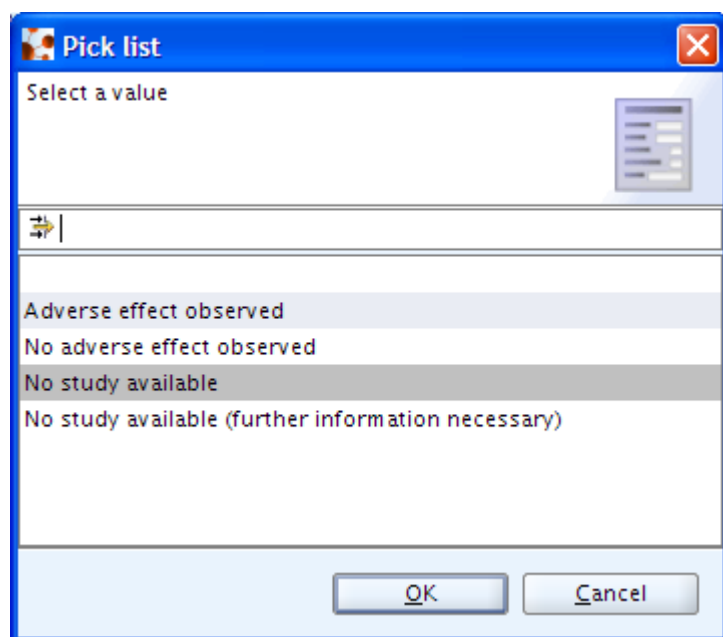 Pick list
Select a value
Adverse effect observed
No adverse effect observed
No study available
No study available (further information necessary)
OK
Cancel